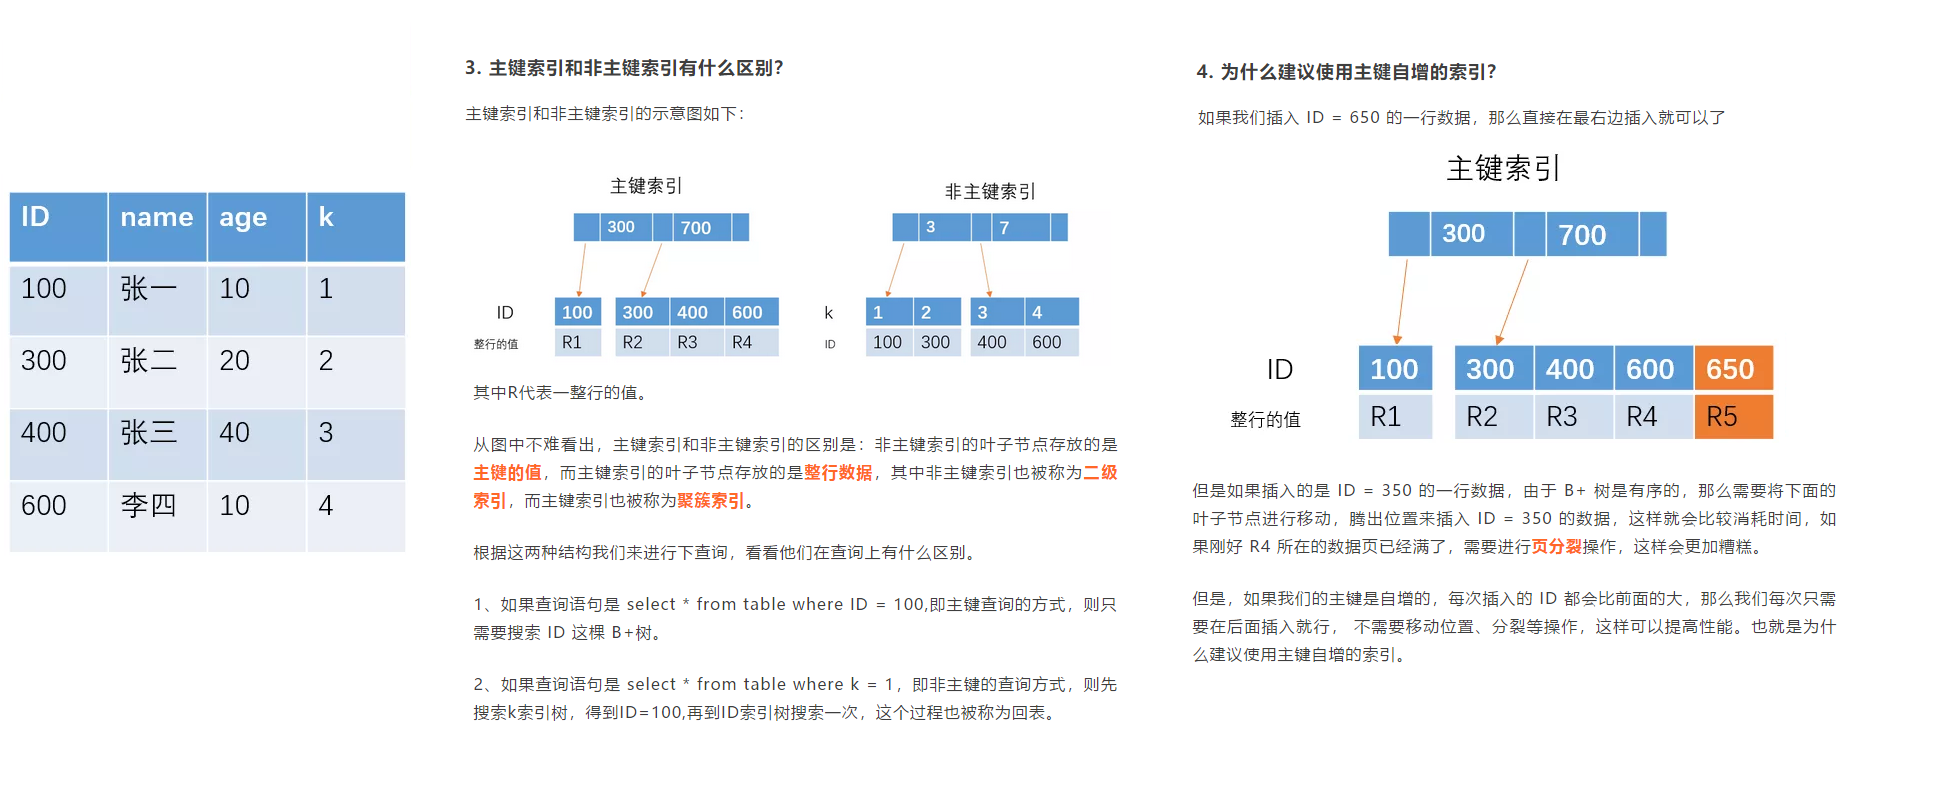 ID name age k
100 张一 10 1
300 张二 20 2
400 张三 40 3
600 李四 10 4
3. 主键索引和非主键索引有什么区别？
主键索引和非主键索引的示意图如下：
主键索引
300 700
ID 100 300 400 600
整行的值 R1 R2 R3 R4
非主键索引
3 7
k 1 2 3 4
ID 100 300 400 600
其中R代表一整行的值。
从图中不难看出，主键索引和非主键索引的区别是：非主键索引的叶子节点存放的是
主键的值，而主键索引的叶子节点存放的是整行数据，其中非主键索引也被称为二级
索引，而主键索引也被称为聚簇索引。
根据这两种结构我们来进行下查询，看看他们在查询上有什么区别。
1、如果查询语句是 select * from table where ID = 100,即主键查询的方式，则只
需要搜索 ID 这棵 B+树。
2、如果查询语句是 select * from table where k = 1，即非主键的查询方式，则先
搜索k索引树，得到ID=100,再到ID索引树搜索一次，这个过程也被称为回表。
4. 为什么建议使用主键自增的索引？
如果我们插入 ID = 650 的一行数据，那么直接在最右边插入就可以了
主键索引
300 700
ID 100 300 400 600 650
整行的值 R1 R2 R3 R4 R5
但是如果插入的是 ID = 350 的一行数据，由于 B+ 树是有序的，那么需要将下面的
叶子节点进行移动，腾出位置来插入 ID = 350 的数据，这样就会比较消耗时间，如
果刚好 R4 所在的数据页已经满了，需要进行页分裂操作，这样会更加糟糕。
但是，如果我们的主键是自增的，每次插入的 ID 都会比前面的大，那么我们每次只需
要在后面插入就行， 不需要移动位置、分裂等操作，这样可以提高性能。也就是为什
么建议使用主键自增的索引。